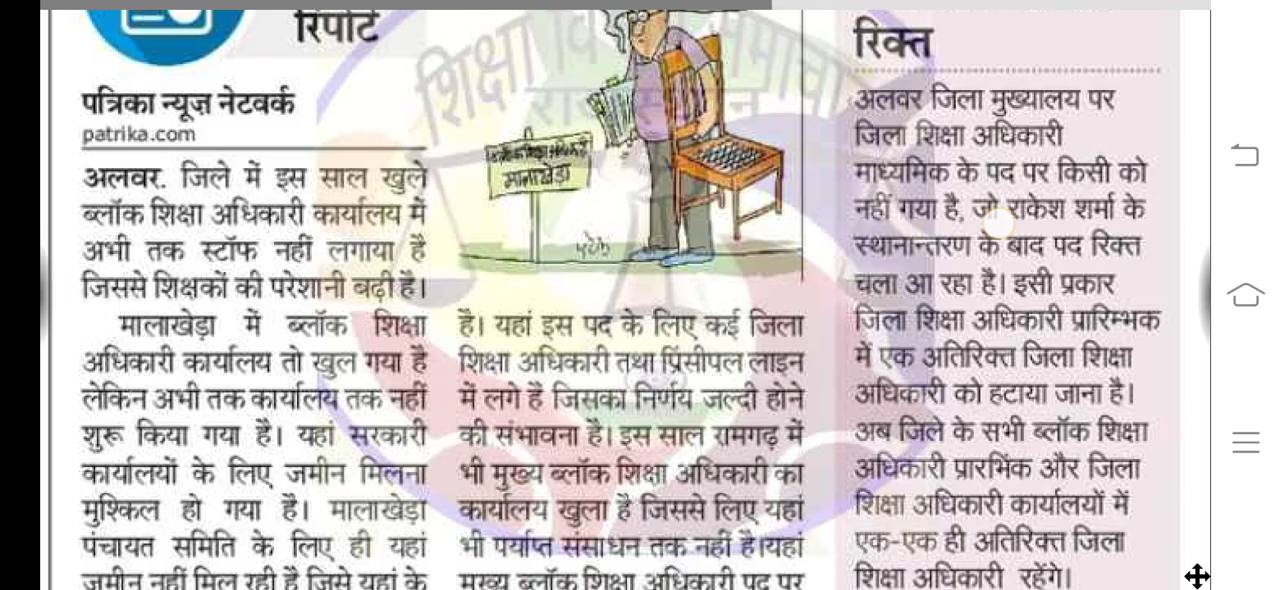 रिपोर्ट
पत्रिका न्यूज़ नेटवर्क
patrika.com
अलवर. जिले में इस साल खुले
ब्लॉक शिक्षा अधिकारी कार्यालय में
अभी तक स्टॉफ नहीं लगाया है
जिससे शिक्षकों की परेशानी बढ़ी है।
मालाखेड़ा में ब्लॉक शिक्षा
अधिकारी कार्यालय तो खुल गया है
लेकिन अभी तक कार्यालय तक नहीं
शुरू किया गया है। यहां सरकारी
कार्यालयों के लिए जमीन मिलना
मुश्किल हो गया है। मालाखेड़ा
पंचायत समिति के लिए ही यहां
जमीन नहीं मिल रही है जिसे यहां के
मालाखेड़ा
है। यहां इस पद के लिए कई जिला
शिक्षा अधिकारी तथा प्रिंसीपल लाइन
में लगे है जिसका निर्णय जल्दी होने
की संभावना है। इस साल रामगढ़ में
भी मुख्य ब्लॉक शिक्षा अधिकारी का
कार्यालय खुला है जिससे लिए यहां
भी पर्याप्त संसाधन तक नहीं है।यहां
मुख्य ब्लॉक शिक्षा अधिकारी पद पर
रिक्त
अलवर जिला मुख्यालय पर
जिला शिक्षा अधिकारी
माध्यमिक के पद पर किसी को
नहीं गया है, जो राकेश शर्मा के
स्थानान्तरण के बाद पद रिक्त
चला आ रहा है। इसी प्रकार
जिला शिक्षा अधिकारी प्रारिम्भक
में एक अतिरिक्त जिला शिक्षा
अधिकारी को हटाया जाना है।
अब जिले के सभी ब्लॉक शिक्षा
अधिकारी प्रारभिंक और जिला
शिक्षा अधिकारी कार्यालयों में
एक-एक ही अतिरिक्त जिला
शिक्षा अधिकारी रहेंगे।